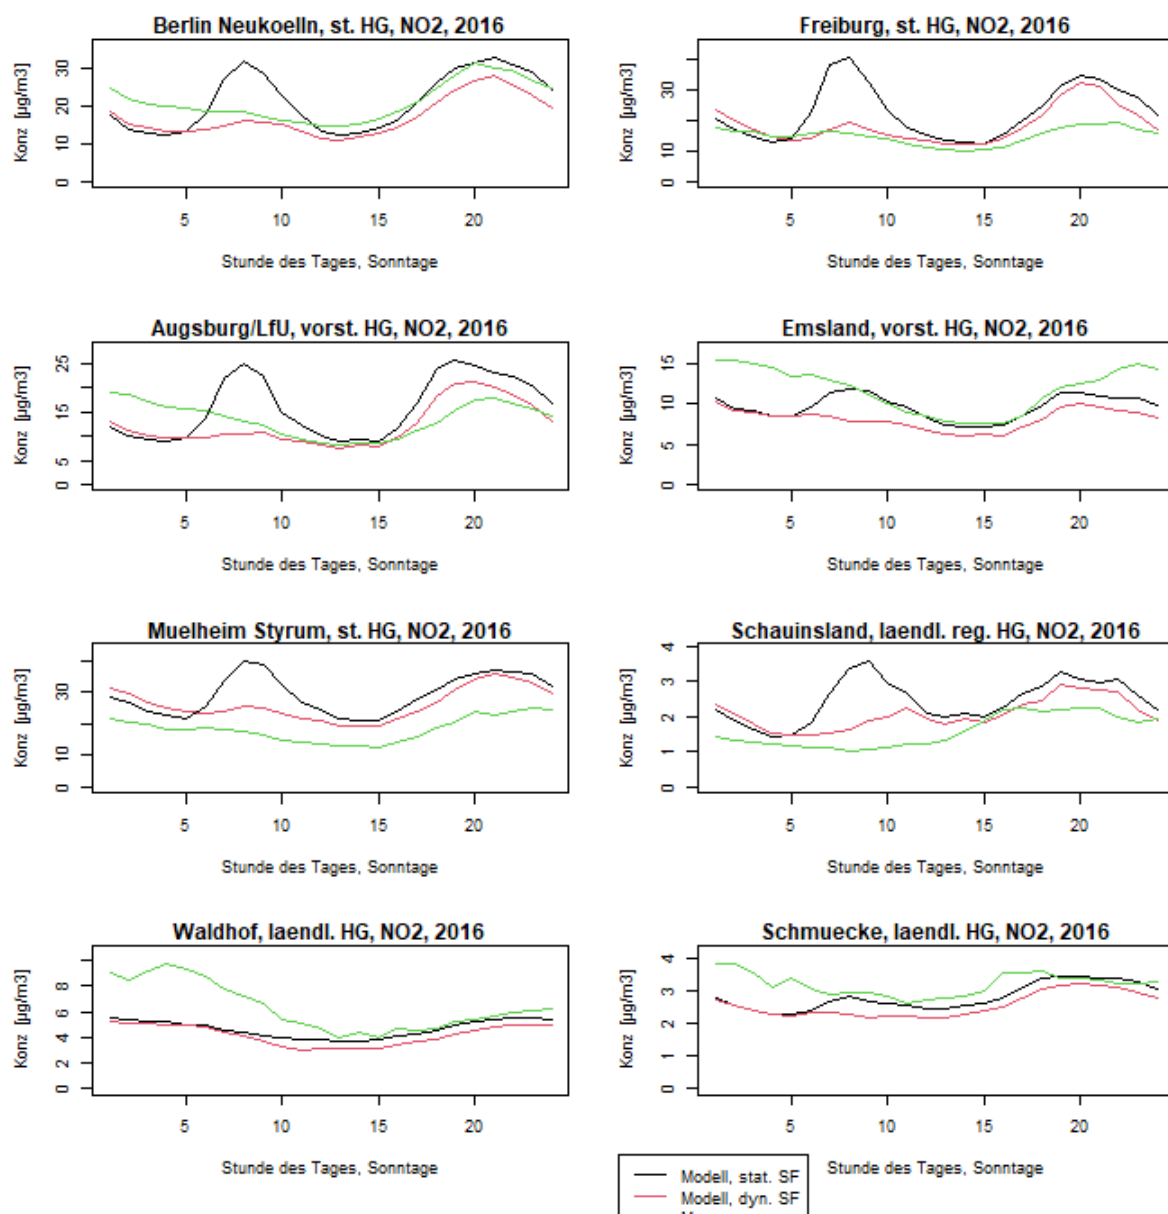 Berlin Neukoelln, st. HG, NO2, 2016
Konz [µg/m3]
0 10 20 30
5 10 15 20
Stunde des Tages, Sonntage
Freiburg, st. HG, NO2, 2016
Konz [µg/m3]
0 10 30
5 10 15 20
Stunde des Tages, Sonntage
Augsburg/LfU, vorst. HG, NO2, 2016
Konz [µg/m3]
0 5 15 25
5 10 15 20
Stunde des Tages, Sonntage
Emsland, vorst. HG, NO2, 2016
Konz [µg/m3]
0 5 10 15
5 10 15 20
Stunde des Tages, Sonntage
Muelheim Styrum, st. HG, NO2, 2016
Konz [µg/m3]
0 10 30
5 10 15 20
Stunde des Tages, Sonntage
Schauinsland, laendl. reg. HG, NO2, 2016
Konz [µg/m3]
0 1 2 3 4
5 10 15 20
Stunde des Tages, Sonntage
Waldhof, laendl. HG, NO2, 2016
Konz [µg/m3]
0 2 4 6 8
5 10 15 20
Stunde des Tages, Sonntage
Schmuecke, laendl. HG, NO2, 2016
Konz [µg/m3]
0 1 2 3 4
5 10 15 20
Stunde des Tages, Sonntage
Modell, stat. SF
Modell, dyn. SF